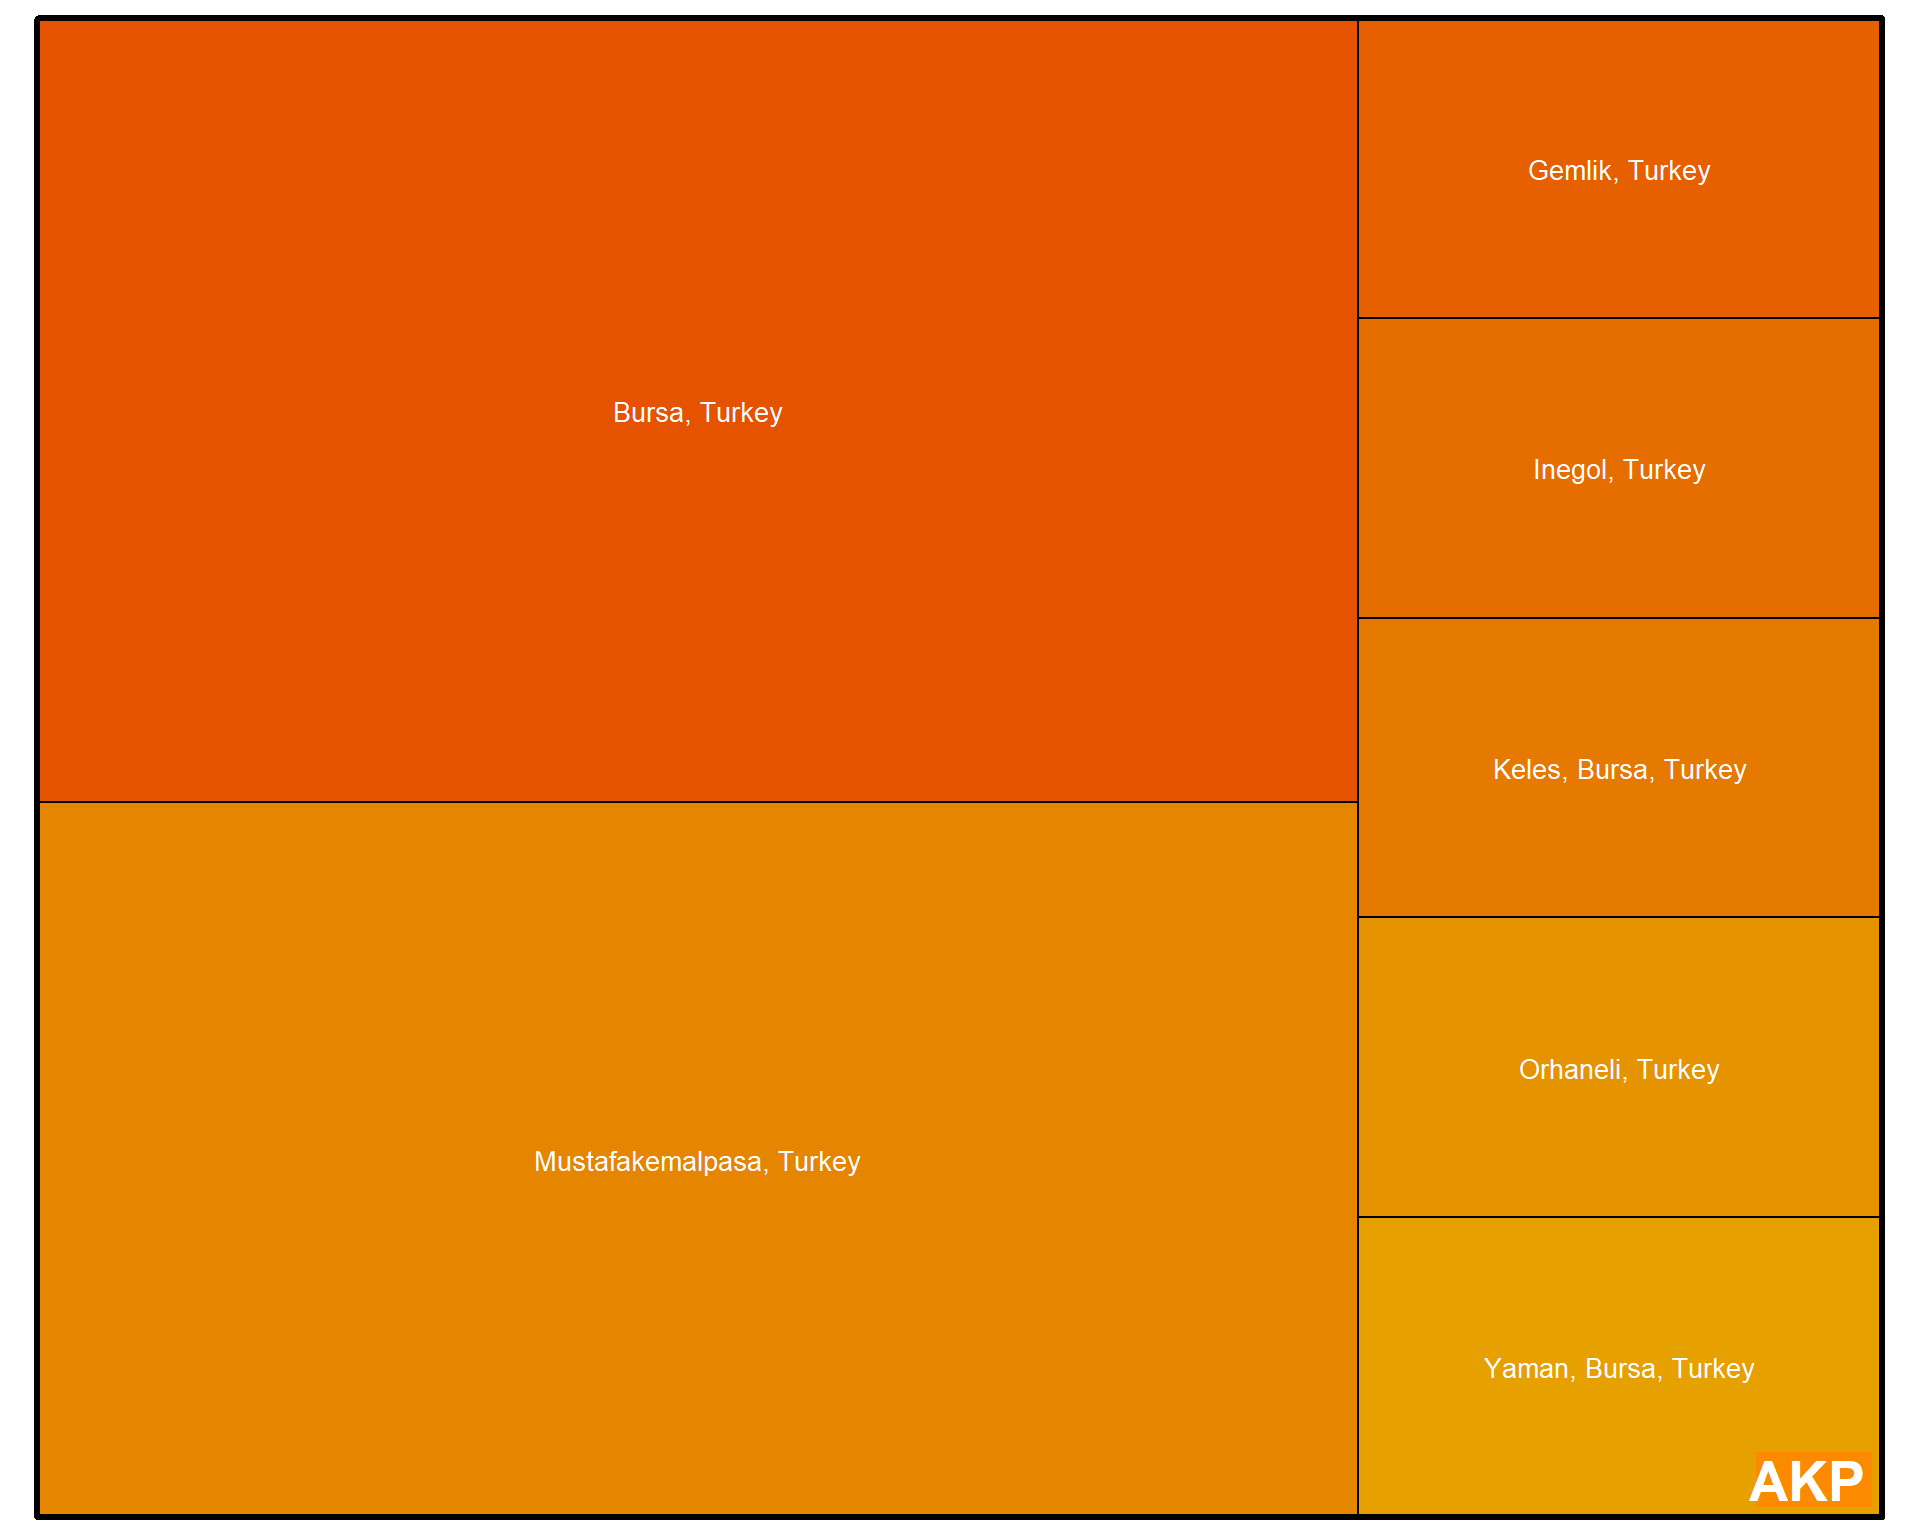 Bursa, Turkey
Mustafakemalpasa, Turkey
Gemlik, Turkey
Inegol, Turkey
Keles, Bursa, Turkey
Orhaneli, Turkey
Yaman, Bursa, Turkey
AKP